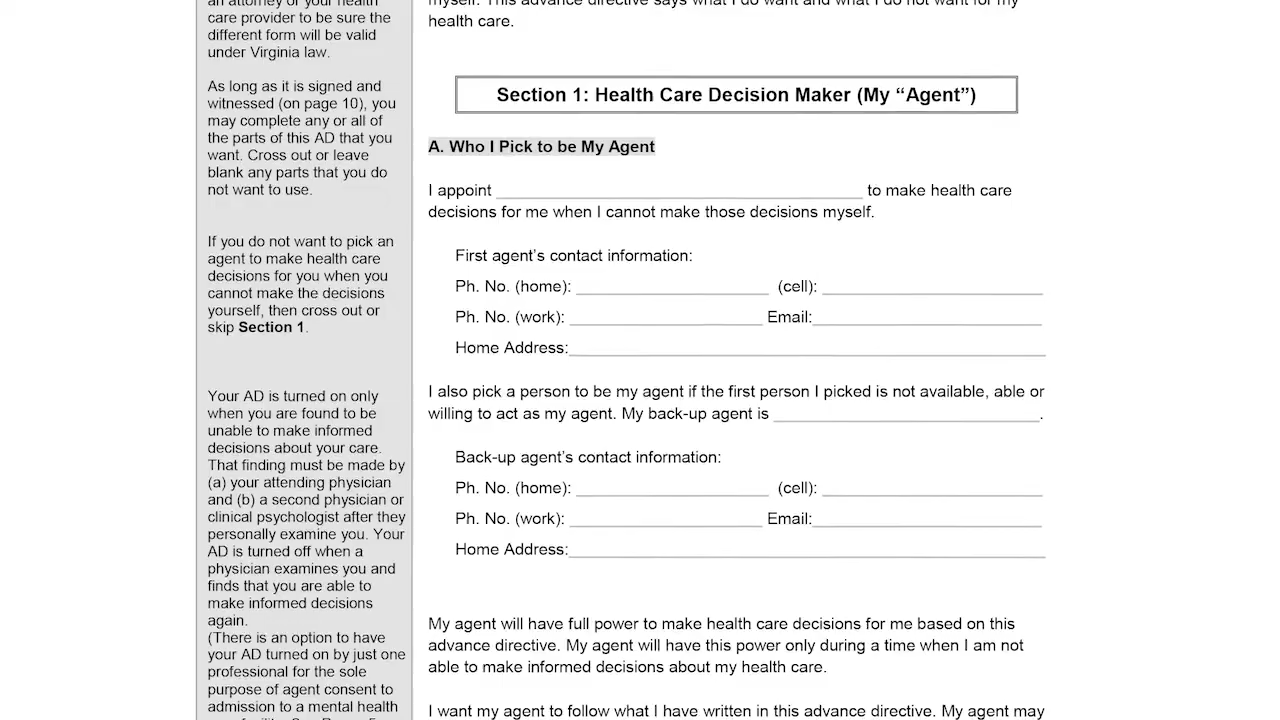 an attorney or your health
care provider to be sure the
different form will be valid
under Virginia law.
As long as it is signed and
witnessed (on page 10), you
may complete any or all of
the parts of this AD that you
want. Cross out or leave
blank any parts that you do
not want to use.
If you do not want to pick an
agent to make health care
decisions for you when you
cannot make the decisions
yourself, then cross out or
skip Section 1.
Your AD is turned on only
when you are found to be
unable to make informed
decisions about your care.
That finding must be made by
(a) your attending physician
and (b) a second physician or
clinical psychologist after they
personally examine you. Your
AD is turned off when a
physician examines you and
finds that you are able to
make informed decisions
again.
(There is an option to have
your AD turned on by just one
professional for the sole
purpose of agent consent to
admission to a mental health
myself. This advance directive says what I do want and what I do not want for my
health care.
Section 1: Health Care Decision Maker (My “Agent”)
A. Who I Pick to be My Agent
I appoint ____________________ to make health care
decisions for me when I cannot make those decisions myself.
First agent’s contact information:
Ph. No. (home): ____________________ (cell): ____________________
Ph. No. (work): ____________________ Email:____________________
Home Address:____________________
I also pick a person to be my agent if the first person I picked is not available, able or
willing to act as my agent. My back-up agent is ____________________.
Back-up agent’s contact information:
Ph. No. (home): ____________________ (cell): ____________________
Ph. No. (work): ____________________ Email:____________________
Home Address:____________________
My agent will have full power to make health care decisions for me based on this
advance directive. My agent will have this power only during a time when I am not
able to make informed decisions about my health care.
I want my agent to follow what I have written in this advance directive. My agent may